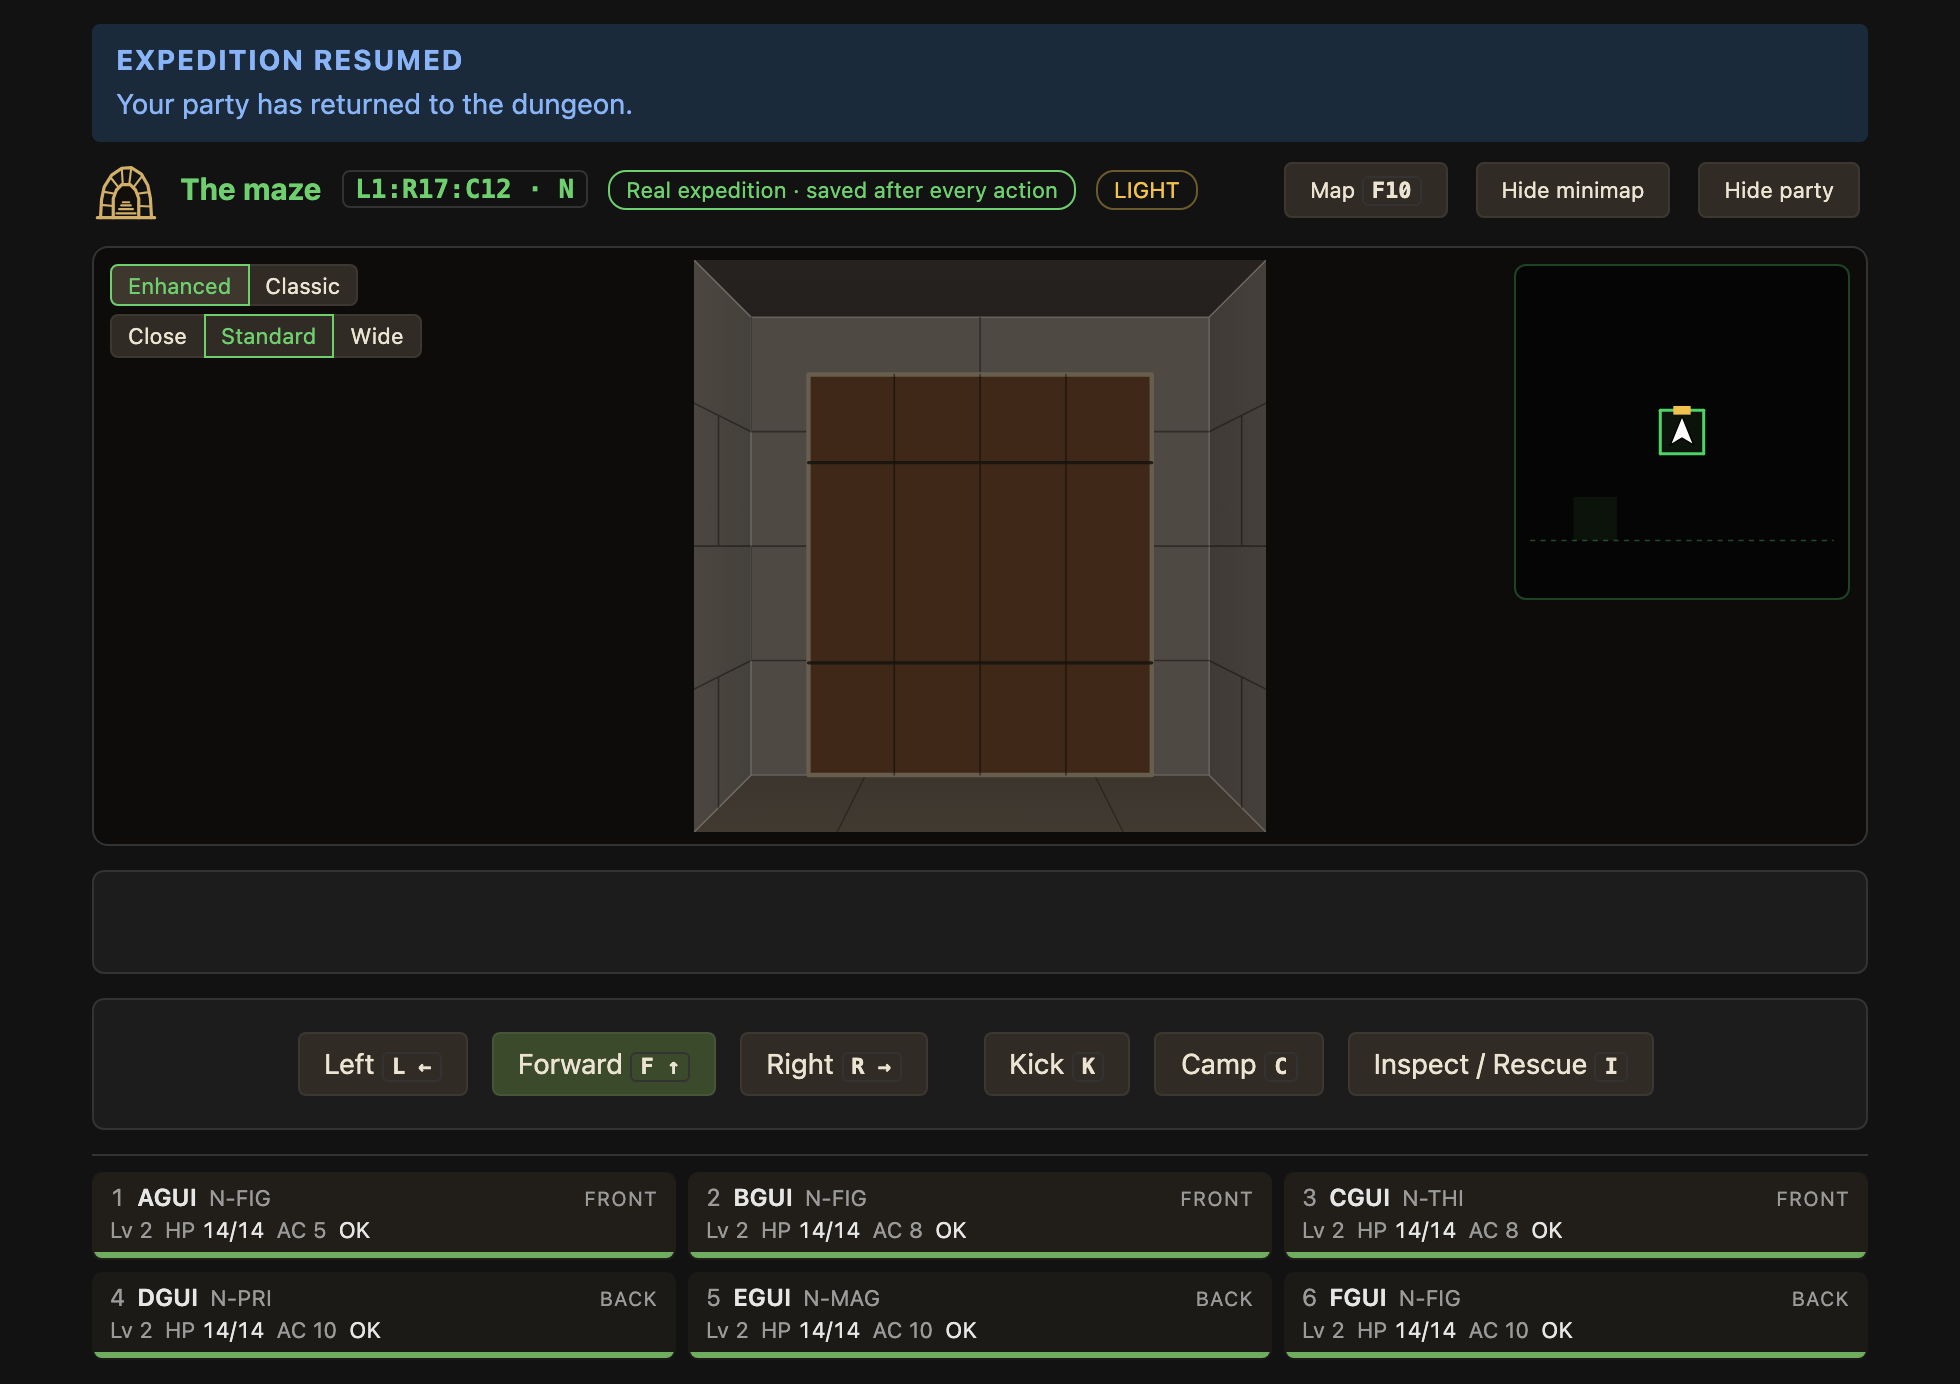 EXPEDITION RESUMED
Your party has returned to the dungeon.
The maze L1:R17:C12 · N Real expedition · saved after every action LIGHT Map F10 Hide minimap Hide party
Enhanced Classic
Close Standard Wide
Left L ← Forward F ↑ Right R → Kick K Camp C Inspect / Rescue I
1 AGUI N-FIG FRONT
Lv 2 HP 14/14 AC 5 OK
2 BGUI N-FIG FRONT
Lv 2 HP 14/14 AC 8 OK
3 CGUI N-THI FRONT
Lv 2 HP 14/14 AC 8 OK
4 DGUI N-PRI BACK
Lv 2 HP 14/14 AC 10 OK
5 EGUI N-MAG BACK
Lv 2 HP 14/14 AC 10 OK
6 FGUI N-FIG BACK
Lv 2 HP 14/14 AC 10 OK